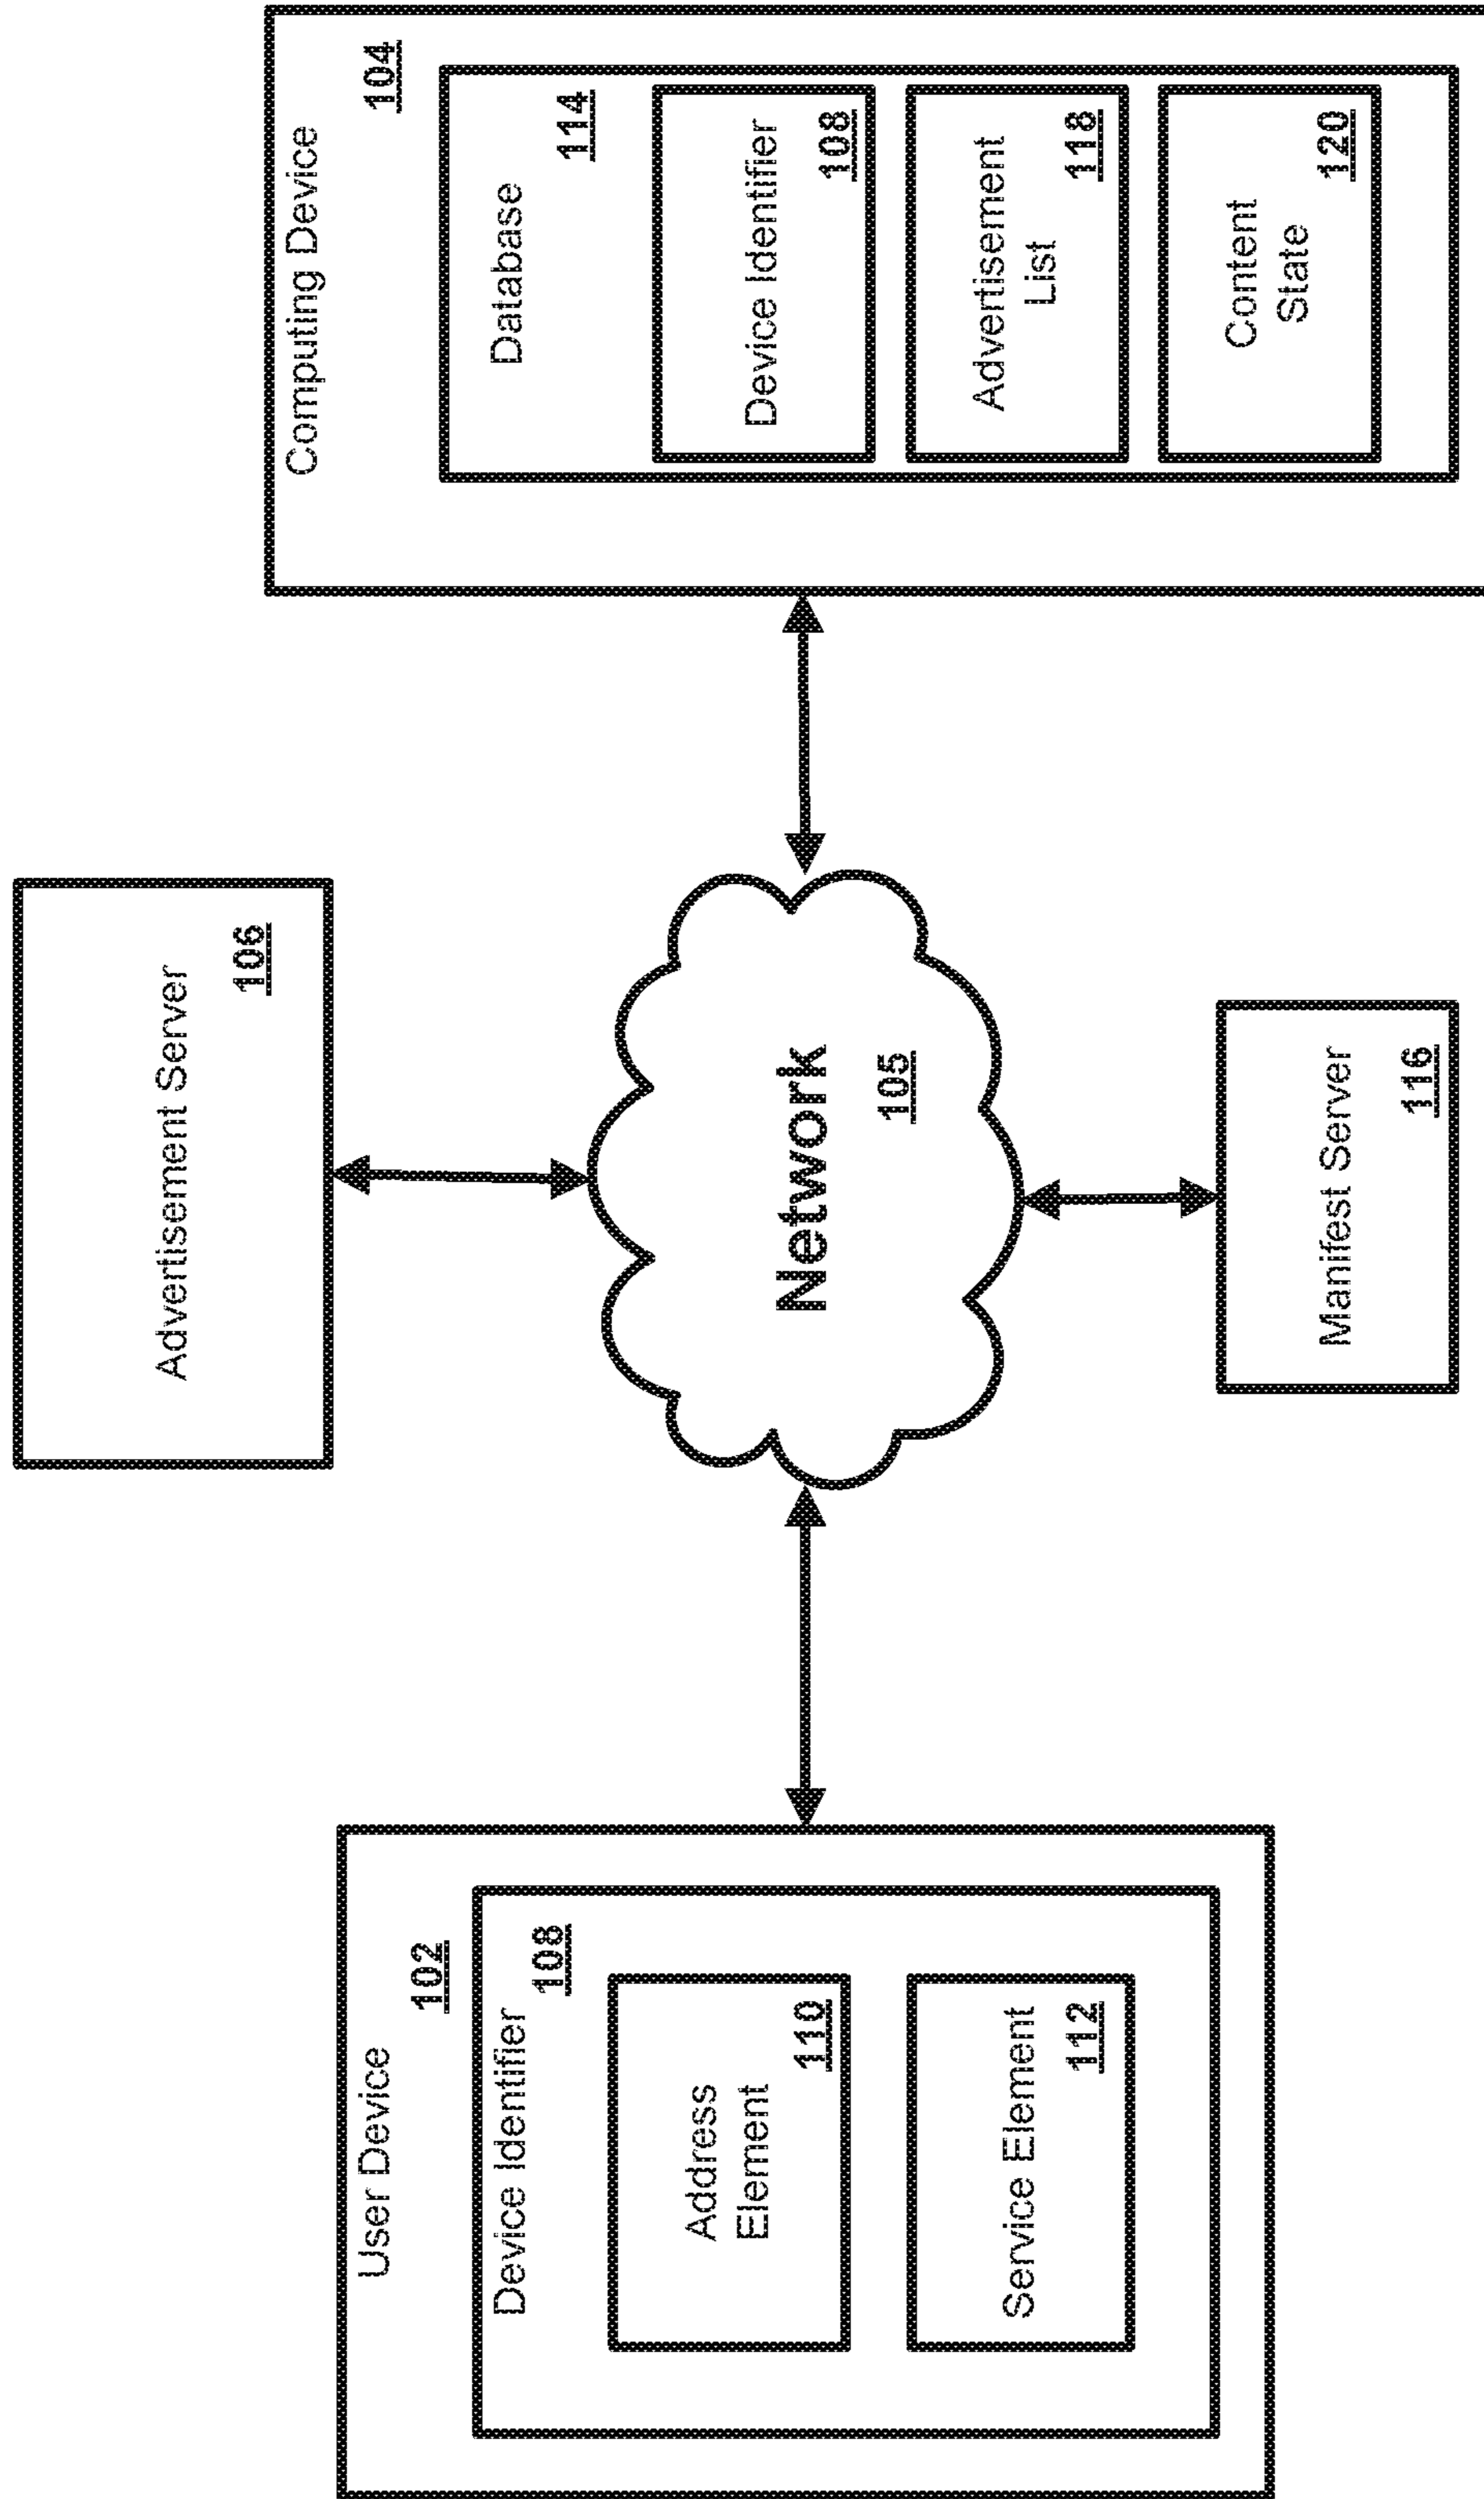 User Device
102
Device Identifier
108
Address
Element
110
Service Element
112
Advertisement Server
106
Network
105
Manifest Server
116
Computing Device
104
Database
114
Device Identifier
108
Advertisement
List
118
Content
State
120